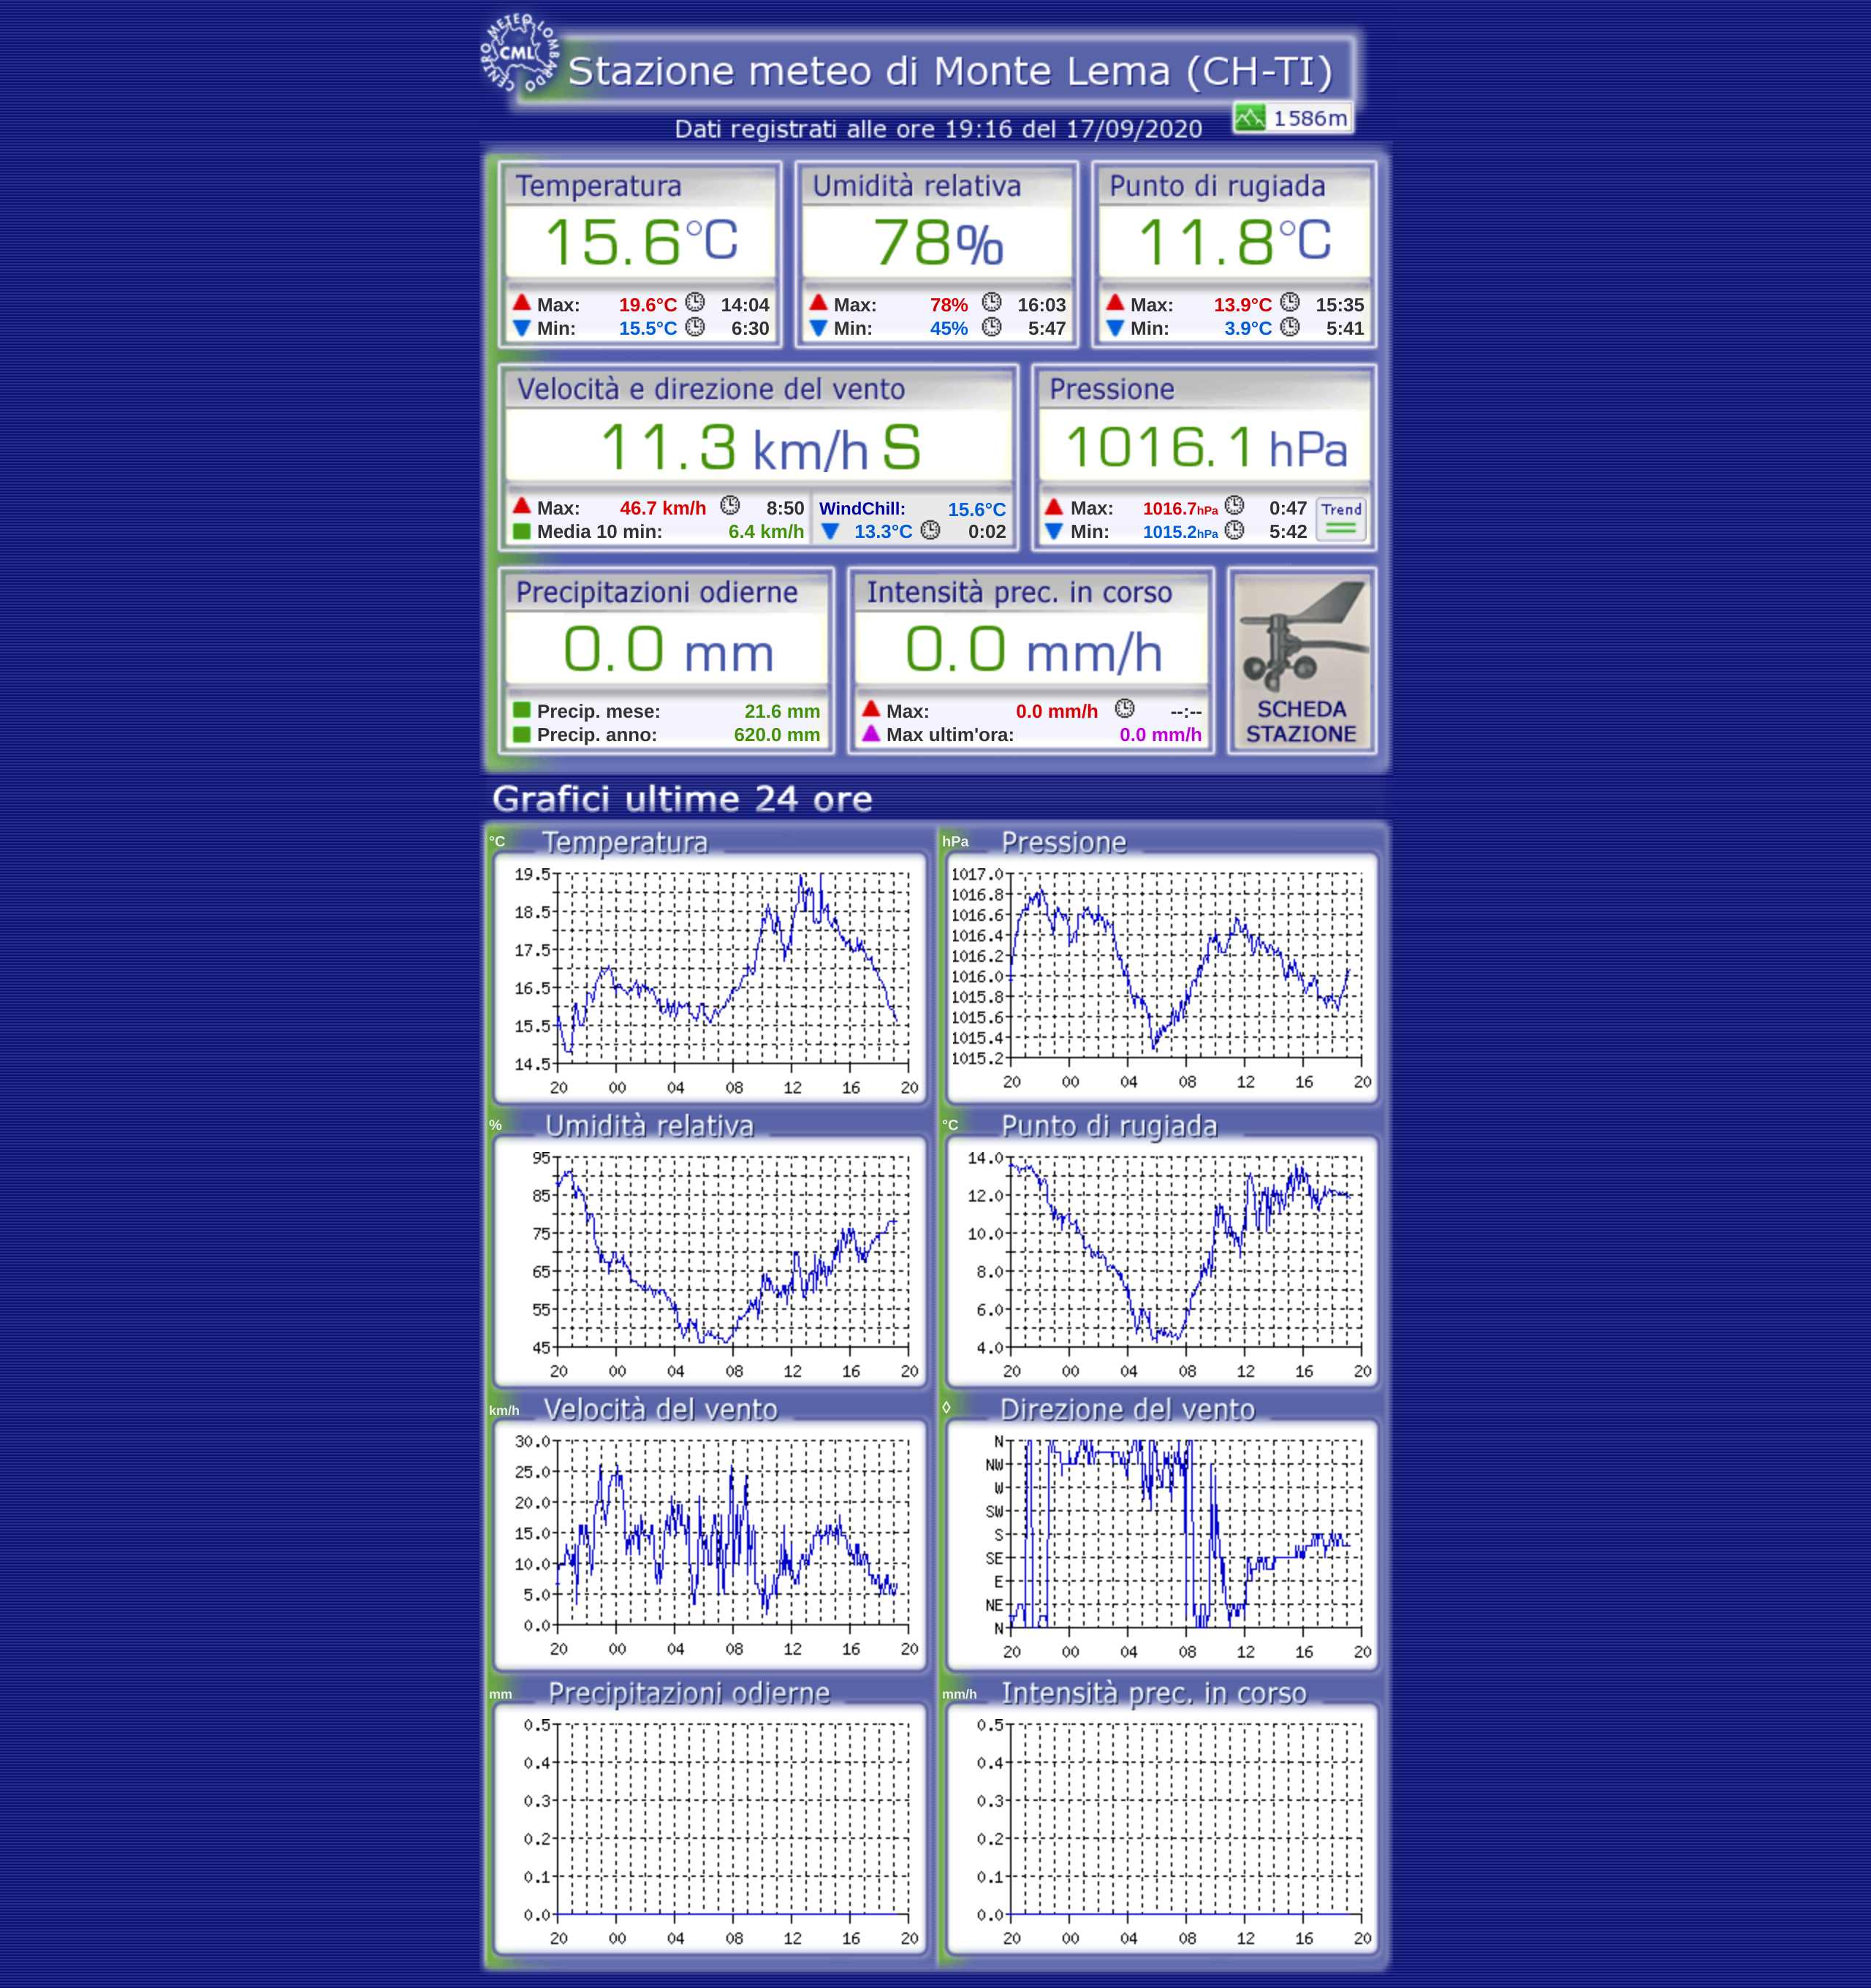 CENTRO METEO LOMBARDO
CML
Stazione meteo di Monte Lema (CH-TI)
1586m
Dati registrati alle ore 19:16 del 17/09/2020
Temperatura
15.6°C
Max: 19.6°C 14:04
Min: 15.5°C 6:30
Umidità relativa
78%
Max: 78% 16:03
Min: 45% 5:47
Punto di rugiada
11.8°C
Max: 13.9°C 15:35
Min: 3.9°C 5:41
Velocità e direzione del vento
11.3 km/h S
Max: 46.7 km/h 8:50
Media 10 min: 6.4 km/h
WindChill: 15.6°C
13.3°C 0:02
Pressione
1016.1 hPa
Max: 1016.7hPa 0:47
Min: 1015.2hPa 5:42
Trend
Precipitazioni odierne
0.0 mm
Precip. mese: 21.6 mm
Precip. anno: 620.0 mm
Intensità prec. in corso
0.0 mm/h
Max: 0.0 mm/h --:--
Max ultim'ora: 0.0 mm/h
SCHEDA
STAZIONE
Grafici ultime 24 ore
°C Temperatura
19.5
18.5
17.5
16.5
15.5
14.5
20 00 04 08 12 16 20
hPa Pressione
1017.0
1016.8
1016.6
1016.4
1016.2
1016.0
1015.8
1015.6
1015.4
1015.2
20 00 04 08 12 16 20
% Umidità relativa
95
85
75
65
55
45
20 00 04 08 12 16 20
°C Punto di rugiada
14.0
12.0
10.0
8.0
6.0
4.0
20 00 04 08 12 16 20
km/h Velocità del vento
30.0
25.0
20.0
15.0
10.0
5.0
0.0
20 00 04 08 12 16 20
◊ Direzione del vento
N
NW
W
SW
S
SE
E
NE
N
20 00 04 08 12 16 20
mm Precipitazioni odierne
0.5
0.4
0.3
0.2
0.1
0.0
20 00 04 08 12 16 20
mm/h Intensità prec. in corso
0.5
0.4
0.3
0.2
0.1
0.0
20 00 04 08 12 16 20